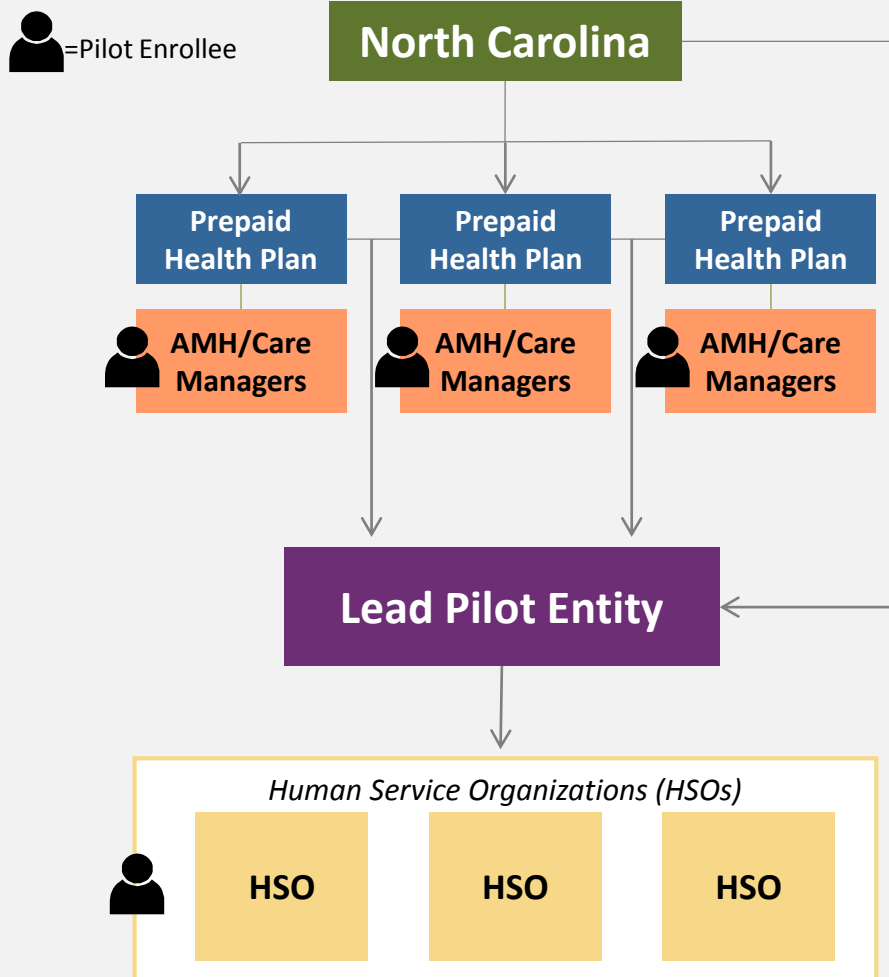 =Pilot Enrollee
North Carolina
Prepaid
Health Plan
Prepaid
Health Plan
Prepaid
Health Plan
AMH/Care
Managers
AMH/Care
Managers
AMH/Care
Managers
Lead Pilot Entity
Human Service Organizations (HSOs)
HSO
HSO
HSO